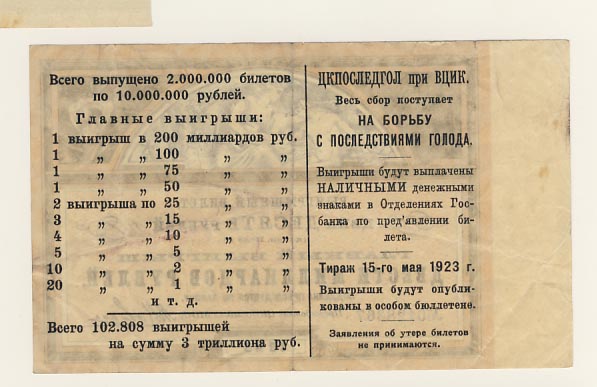 Всего выпущено 2.000.000 билетов
по 10.000.000 рублей.
Главные выигрыши:
1 выигрыш в 200 миллиардов руб.
1 „ „ 100 „ „
1 „ „ 75 „ „
1 „ „ 50 „ „
2 выигрыша по 25 „ „
3 „ „ 15 „ „
4 „ „ 10 „ „
5 „ „ 5 „ „
10 „ „ 2 „ „
20 „ „ 1 „ „
и т. д.
Всего 102.808 выигрышей
на сумму 3 триллиона руб.
ЦКПОСЛЕДГОЛ при ВЦИК.
Весь сбор поступает
НА БОРЬБУ
С ПОСЛЕДСТВИЯМИ ГОЛОДА.
Выигрыши будут выплачены
НАЛИЧНЫМИ денежными
знаками в Отделениях Гос-
банка по пред'явлении би-
лета.
Тираж 15-го мая 1923 г.
Выигрыши будут опубли-
кованы в особом бюллетене.
Заявления об утере билетов
не принимаются.